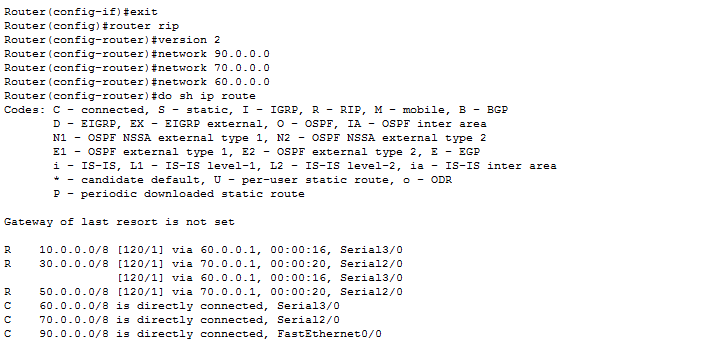 Router(config-if)#exit
Router(config)#router rip
Router(config-router)#version 2
Router(config-router)#network 90.0.0.0
Router(config-router)#network 70.0.0.0
Router(config-router)#network 60.0.0.0
Router(config-router)#do sh ip route
Codes: C - connected, S - static, I - IGRP, R - RIP, M - mobile, B - BGP
       D - EIGRP, EX - EIGRP external, O - OSPF, IA - OSPF inter area
       N1 - OSPF NSSA external type 1, N2 - OSPF NSSA external type 2
       E1 - OSPF external type 1, E2 - OSPF external type 2, E - EGP
       i - IS-IS, L1 - IS-IS level-1, L2 - IS-IS level-2, ia - IS-IS inter area
       * - candidate default, U - per-user static route, o - ODR
       P - periodic downloaded static route

Gateway of last resort is not set

R    10.0.0.0/8 [120/1] via 60.0.0.1, 00:00:16, Serial3/0
R    30.0.0.0/8 [120/1] via 70.0.0.1, 00:00:20, Serial2/0
                [120/1] via 60.0.0.1, 00:00:16, Serial3/0
R    50.0.0.0/8 [120/1] via 70.0.0.1, 00:00:20, Serial2/0
C    60.0.0.0/8 is directly connected, Serial3/0
C    70.0.0.0/8 is directly connected, Serial2/0
C    90.0.0.0/8 is directly connected, FastEthernet0/0